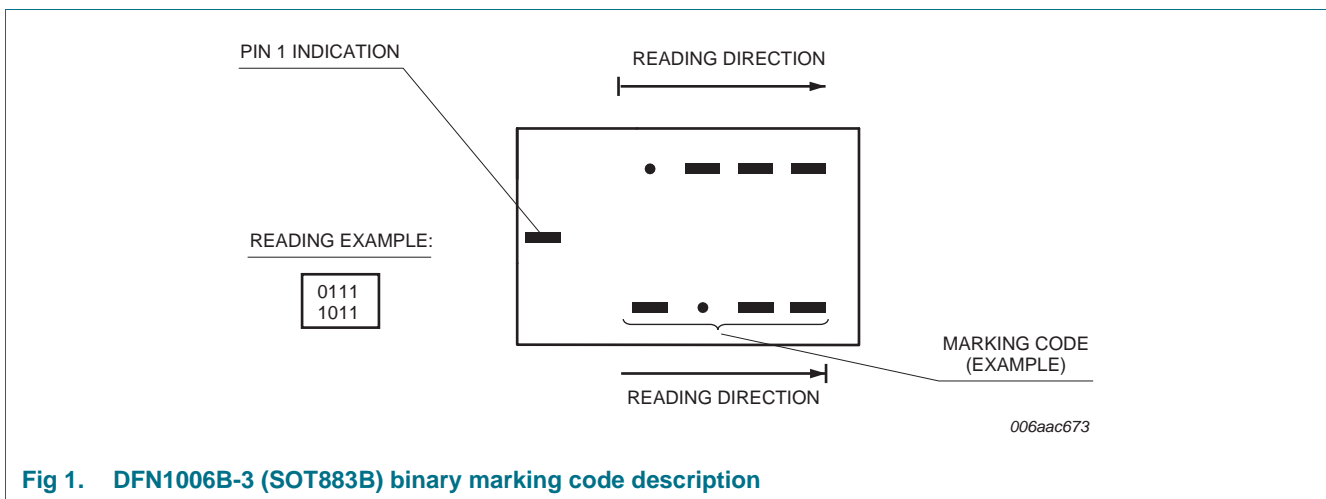 PIN 1 INDICATION
READING DIRECTION
READING EXAMPLE:
0111
1011
MARKING CODE
(EXAMPLE)
READING DIRECTION
006aac673
Fig 1. DFN1006B-3 (SOT883B) binary marking code description